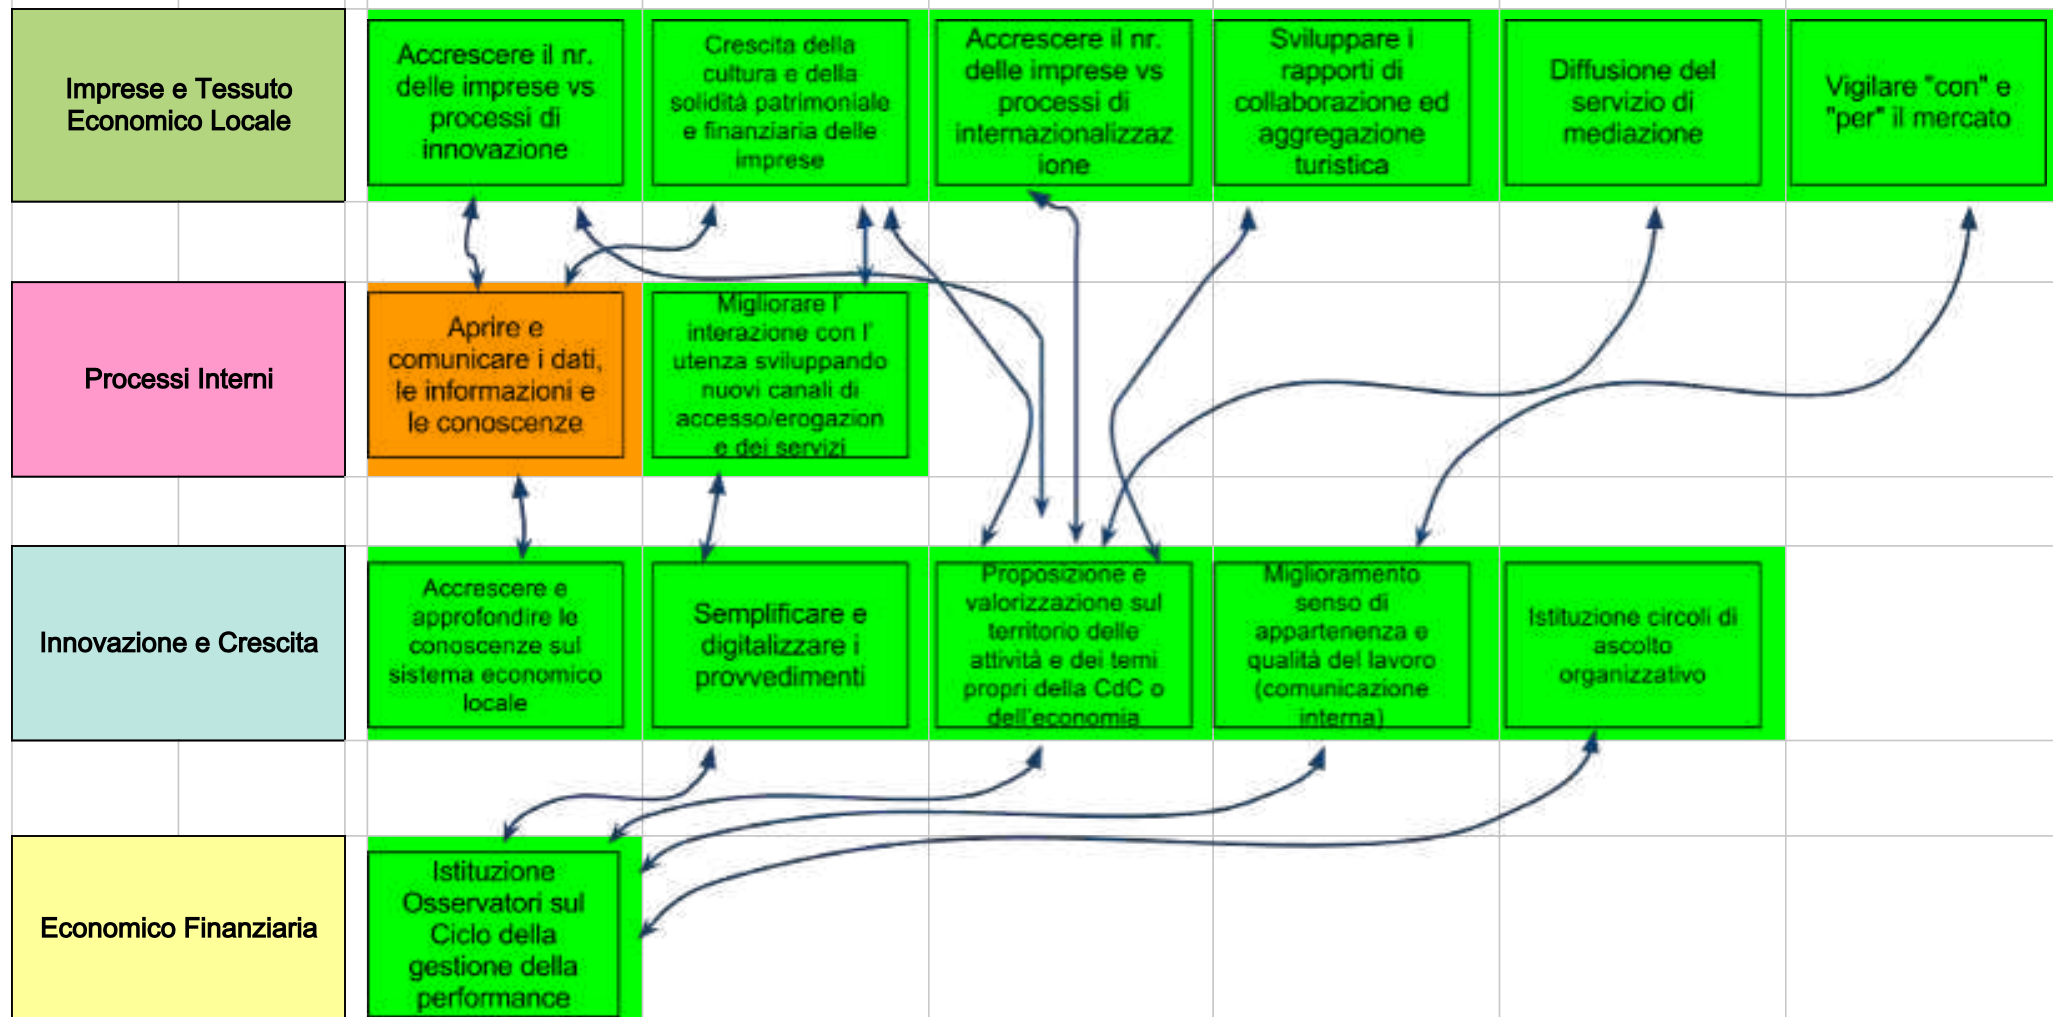 Imprese e Tessuto
Economico Locale
Accrescere il nr.
delle imprese vs
processi di
innovazione
Crescita della
cultura e della
solidità patrimoniale
e finanziaria delle
imprese
Accrescere il nr.
delle imprese vs
processi di
internazionalizzaz
ione
Sviluppare i
rapporti di
collaborazione ed
aggregazione
turistica
Diffusione del
servizio di
mediazione
Vigilare "con" e
"per" il mercato
Processi Interni
Aprire e
comunicare i dati,
le informazioni e
le conoscenze
Migliorare l'
interazione con l'
utenza sviluppando
nuovi canali di
accesso/erogazion
e dei servizi
Innovazione e Crescita
Accrescere e
approfondire le
conoscenze sul
sistema economico
locale
Semplificare e
digitalizzare i
provvedimenti
Proposizione e
valorizzazione sul
territorio delle
attività e dei temi
propri della CdC o
dell'economia
Miglioramento
senso di
appartenenza e
qualità del lavoro
(comunicazione
interna)
Istituzione circoli di
ascolto
organizzativo
Economico Finanziaria
Istituzione
Osservatori sul
Ciclo della
gestione della
performance